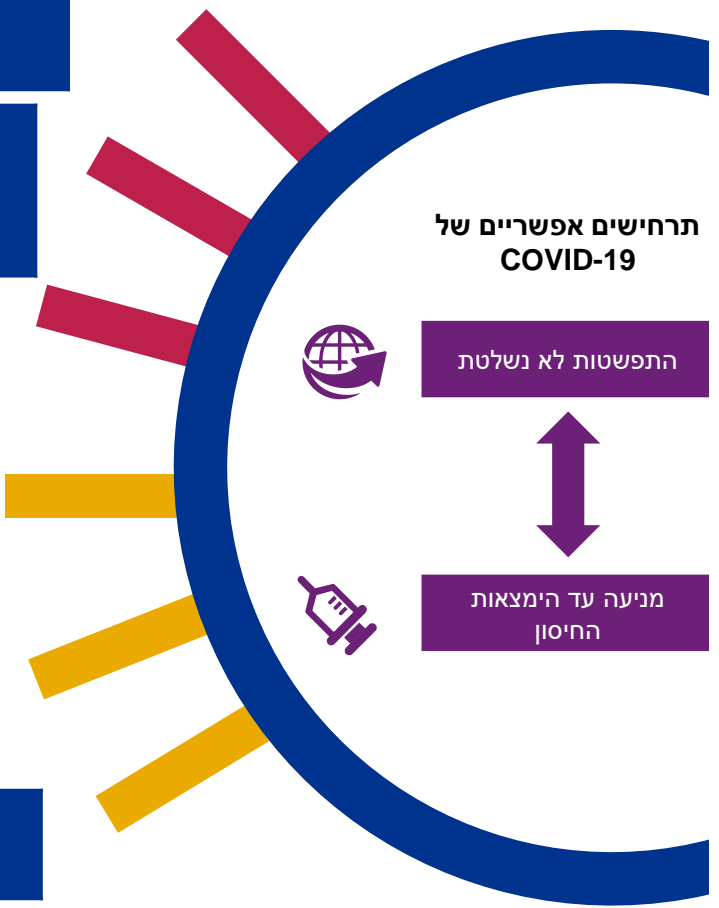 תרחישים אפשריים של
COVID-19
התפשטות לא נשלטת
מניעה עד הימצאות
החיסון